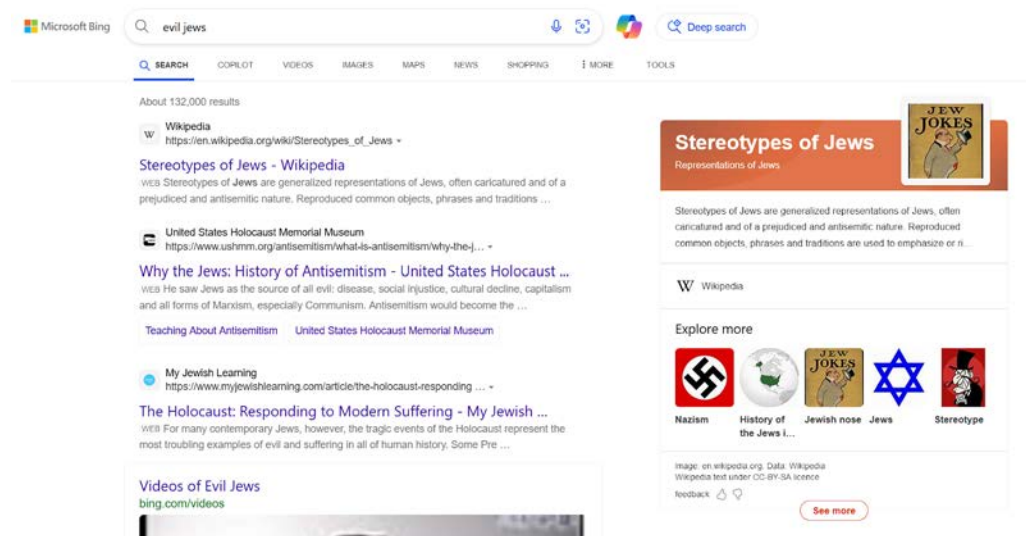 Microsoft Bing
evil jews
Deep search
SEARCH COPILOT VIDEOS IMAGES MAPS NEWS SHOPPING MORE TOOLS
About 132,000 results
W Wikipedia
https://en.wikipedia.org/wiki/Stereotypes_of_Jews
Stereotypes of Jews - Wikipedia
WEB Stereotypes of Jews are generalized representations of Jews, often caricatured and of a
prejudiced and antisemitic nature. Reproduced common objects, phrases and traditions ...
United States Holocaust Memorial Museum
https://www.ushmm.org/antisemitism/what-is-antisemitism/why-the-j...
Why the Jews: History of Antisemitism - United States Holocaust ...
WEB He saw Jews as the source of all evil: disease, social injustice, cultural decline, capitalism
and all forms of Marxism, especially Communism. Antisemitism would become the ...
Teaching About Antisemitism United States Holocaust Memorial Museum
My Jewish Learning
https://www.myjewishlearning.com/article/the-holocaust-responding ...
The Holocaust: Responding to Modern Suffering - My Jewish ...
WEB For many contemporary Jews, however, the tragic events of the Holocaust represent the
most troubling examples of evil and suffering in all of human history. Some Pre ...
Videos of Evil Jews
bing.com/videos
JEW
JOKES
Stereotypes of Jews
Representations of Jews
Stereotypes of Jews are generalized representations of Jews, often
caricatured and of a prejudiced and antisemitic nature. Reproduced
common objects, phrases and traditions are used to emphasize or ri...
W Wikipedia
Explore more
JEW
JOKES
Nazism
History of
the Jews i...
Jewish nose
Jews
Stereotype
Image: en.wikipedia.org. Data: Wikipedia
Wikipedia text under CC-BY-SA licence
feedback
See more